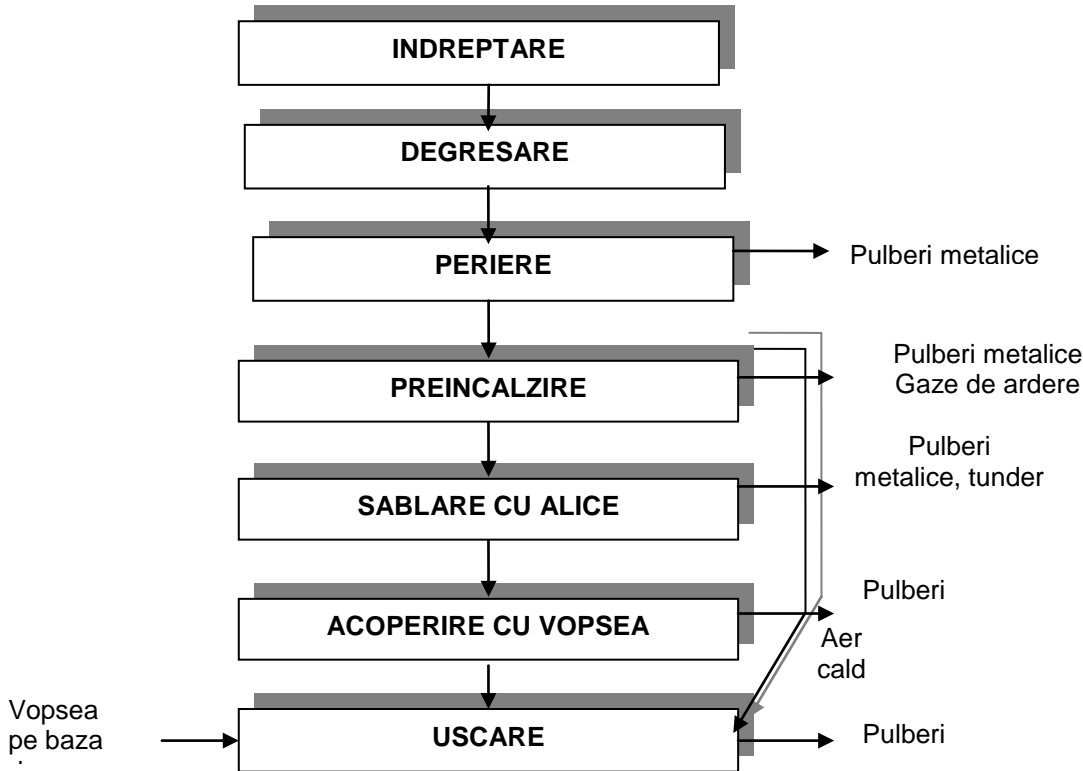 INDREPTARE
DEGRESARE
PERIERE
Pulberi metalice
PREINCALZIRE
Pulberi metalice
Gaze de ardere
SABLARE CU ALICE
Pulberi
metalice, tunder
ACOPERIRE CU VOPSEA
Pulberi
Aer
cald
Vopsea
pe baza
USCARE
Pulberi